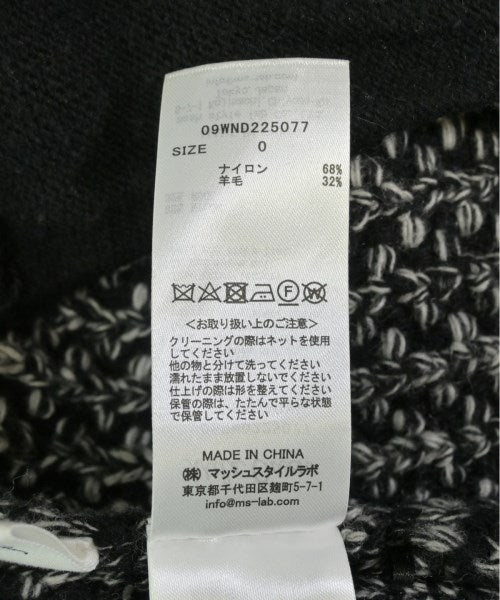 09WND225077
SIZE 0
ナイロン 68%
羊毛 32%
＜お取り扱い上のご注意＞
クリーニングの際はネットを使用
してください
他の物と分けて洗ってください
濡れたまま放置しないでください
仕上げの際は形を整えてください
保管の際は、たたんで平らな状態
で保管してください
MADE IN CHINA
㈱ マッシュスタイルラボ
東京都千代田区麹町5-7-1
info@ms-lab.com